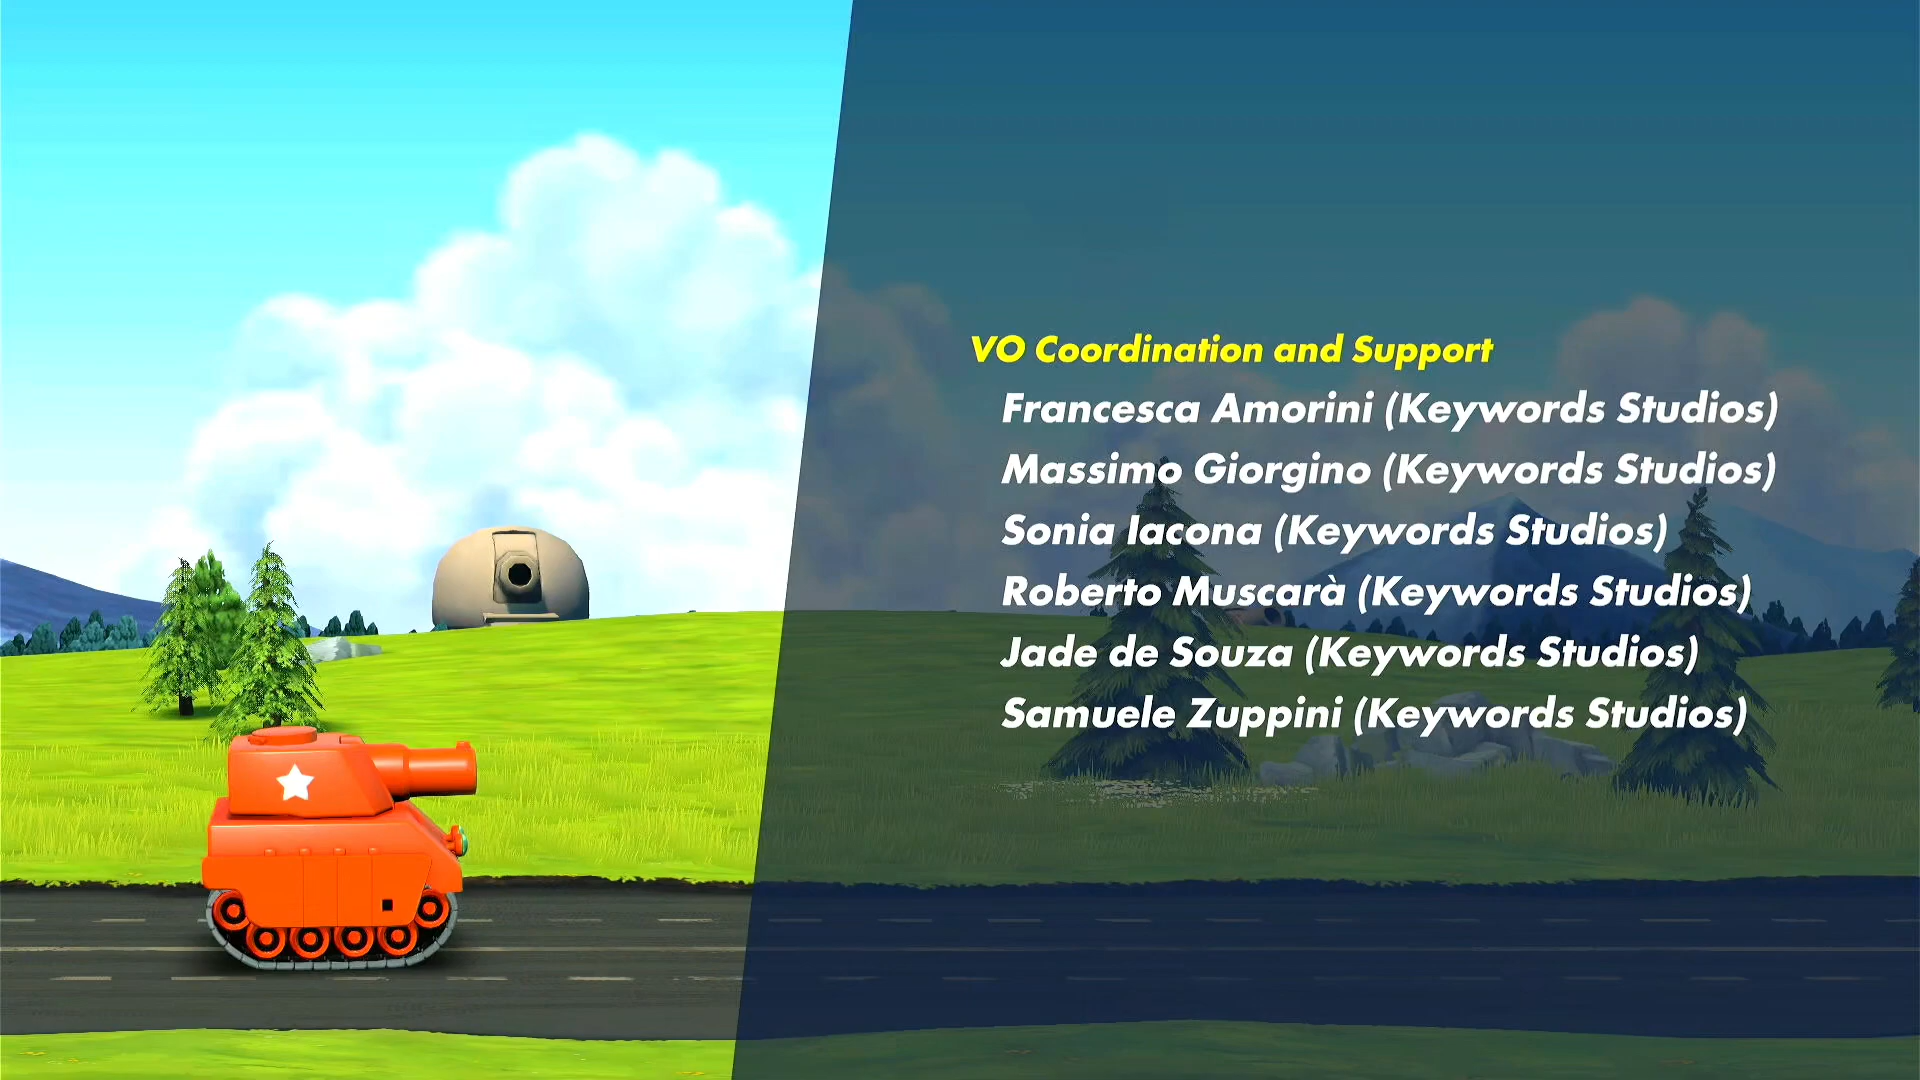 VO Coordination and Support
Francesca Amorini (Keywords Studios)
Massimo Giorgino (Keywords Studios)
Sonia Iacona (Keywords Studios)
Roberto Muscarà (Keywords Studios)
Jade de Souza (Keywords Studios)
Samuele Zuppini (Keywords Studios)